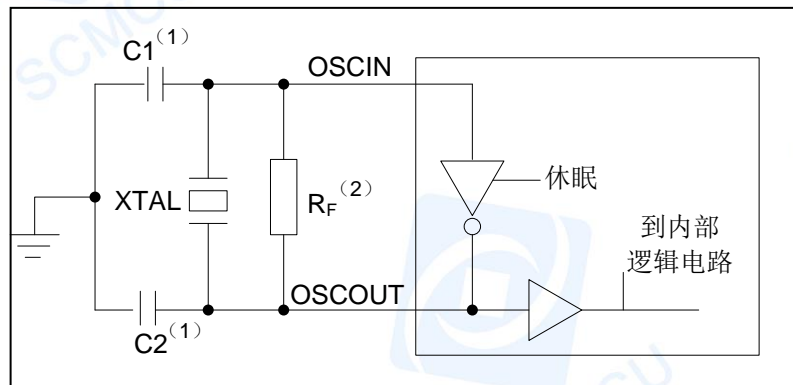 C1（1）
OSCIN
XTAL
RF（2）
休眠
到内部
逻辑电路
OSCOUT
C2（1）